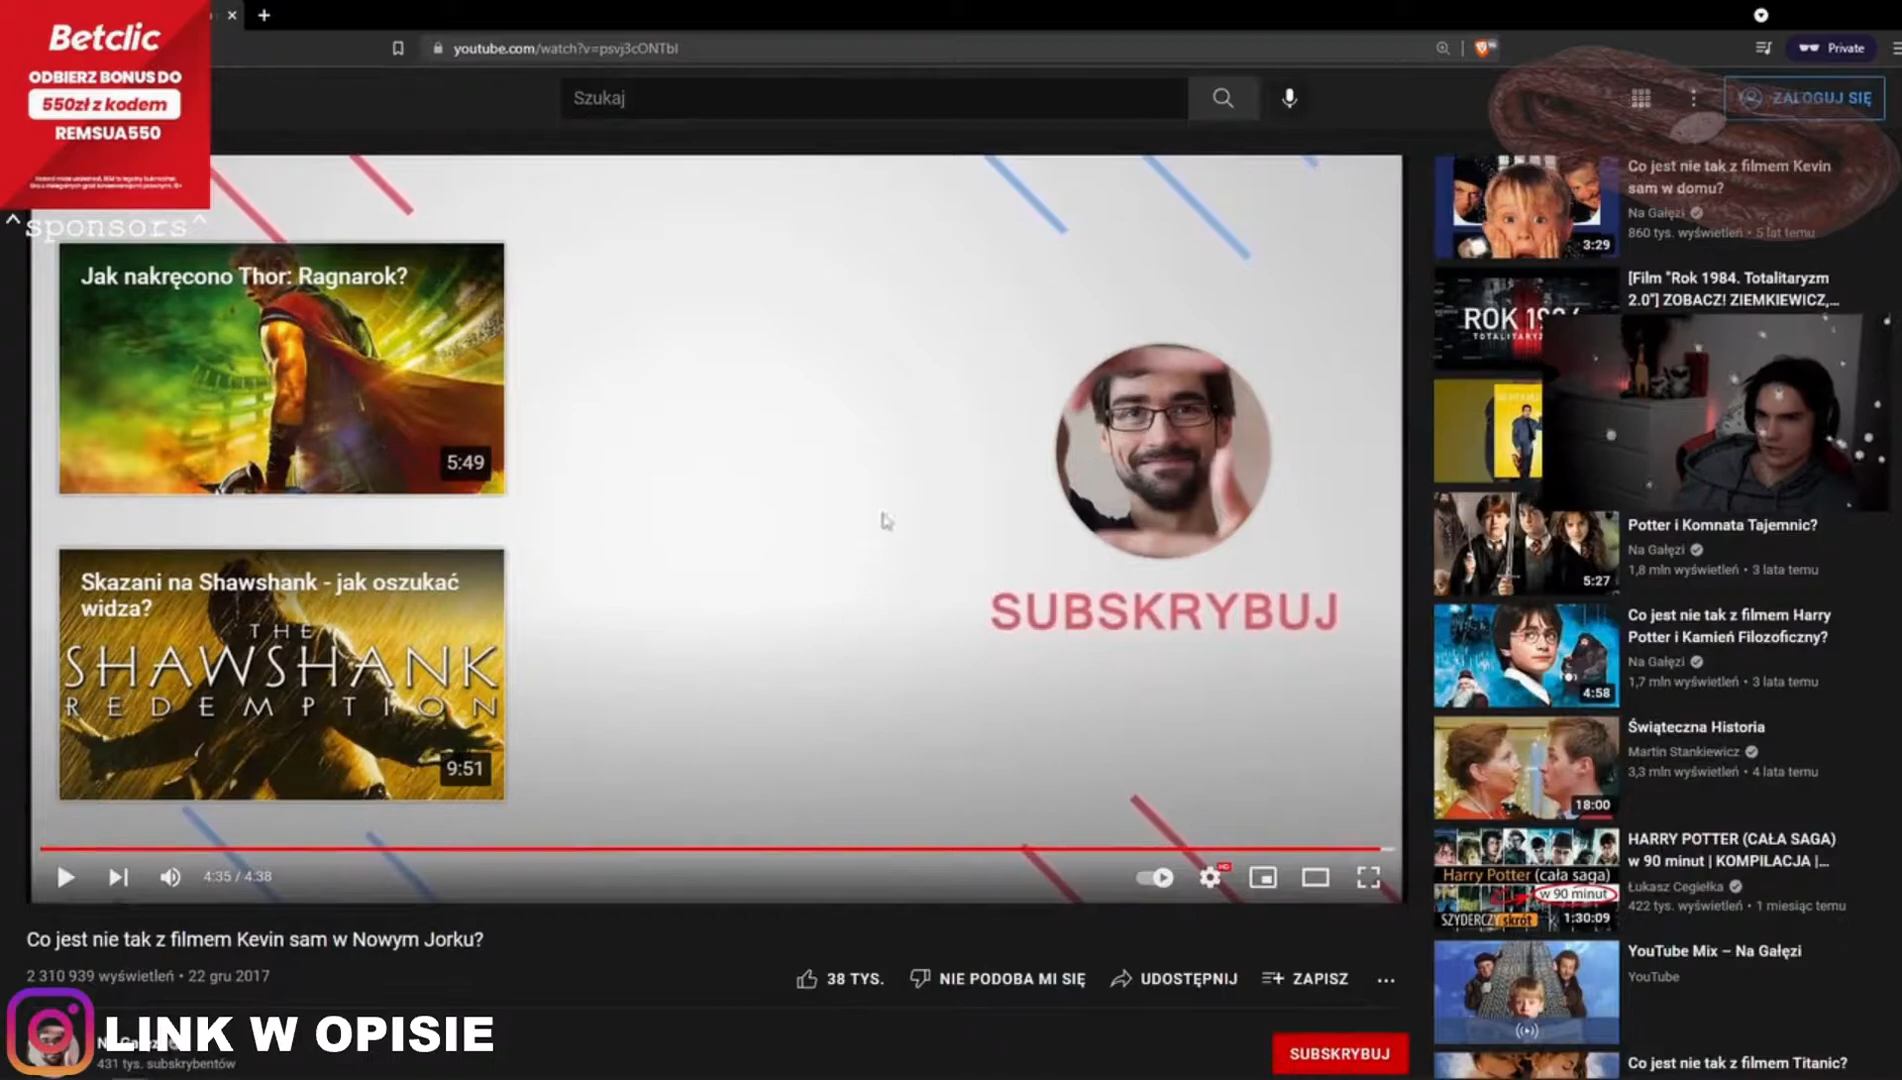 Betclic
ODBIERZ BONUS DO
550zł z kodem
REMSUA550
^sponsors^
youtube.com/watch?v=psvj3cONTbI
Private
Szukaj
ZALOGUJ SIĘ
Jak nakręcono Thor: Ragnarok?
5:49
Skazani na Shawshank - jak oszukać
widza?
THE
SHAWSHANK
REDEMPTION
9:51
SUBSKRYBUJ
4:35 / 4:38
HD
Co jest nie tak z filmem Kevin sam w Nowym Jorku?
2 310 939 wyświetleń • 22 gru 2017
38 TYS.
NIE PODOBA MI SIĘ
UDOSTĘPNIJ
ZAPISZ
LINK W OPISIE
431 tys. subskrybentów
SUBSKRYBUJ
Co jest nie tak z filmem Kevin
sam w domu?
Na Gałęzi
860 tys. wyświetleń • 5 lat temu
3:29
[Film "Rok 1984. Totalitaryzm
2.0"] ZOBACZ! ZIEMKIEWICZ,...
ROK
Potter i Komnata Tajemnic?
Na Gałęzi
1,8 mln wyświetleń • 3 lata temu
5:27
Co jest nie tak z filmem Harry
Potter i Kamień Filozoficzny?
Na Gałęzi
1,7 mln wyświetleń • 3 lata temu
4:58
Świąteczna Historia
Martin Stankiewicz
3,3 mln wyświetleń • 4 lata temu
18:00
HARRY POTTER (CAŁA SAGA)
w 90 minut | KOMPILACJA |...
Łukasz Cegiełka
422 tys. wyświetleń • 1 miesiąc temu
Harry Potter (cała saga)
w 90 minut
SZYDERCZY skrót
1:30:09
YouTube Mix – Na Gałęzi
YouTube
Co jest nie tak z filmem Titanic?